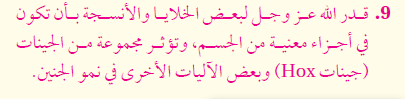 9. قدر الله عز وجل لبعض الخلايا والأنسجة بأن تكون
في أجزاء معنية من الجسم، وتؤثر مجموعة من الجينات
(جينات Hox) وبعض الآليات الأخرى في نمو الجنين.